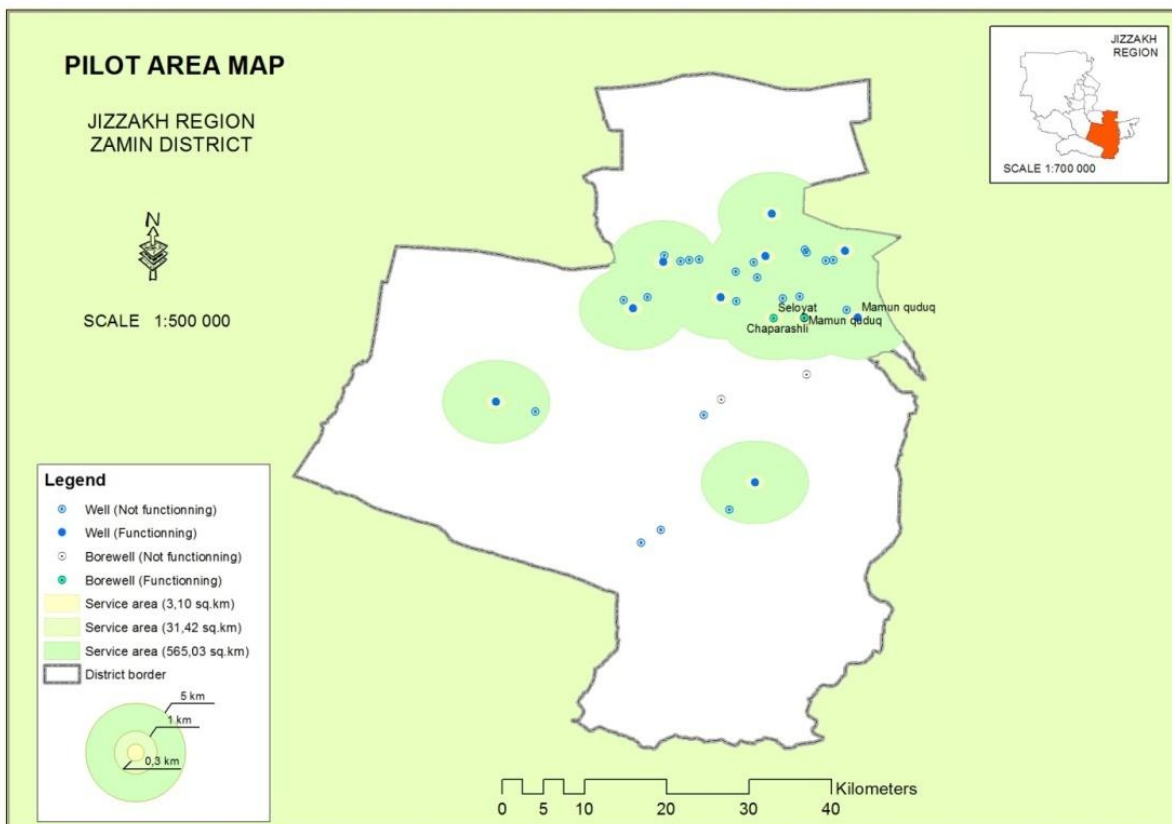 PILOT AREA MAP
JIZZAKH REGION
ZAMIN DISTRICT
N
SCALE 1:500 000
JIZZAKH
REGION
SCALE 1:700 000
Seloyat
Mamun quduq
Mamun quduq
Chaparashli
Legend
Well (Not functionning)
Well (Functionning)
Borewell (Not functionning)
Borewell (Functionning)
Service area (3,10 sq.km)
Service area (31,42 sq.km)
Service area (565,03 sq.km)
District border
5 km
1 km
0,3 km
Kilometers
0 5 10 20 30 40